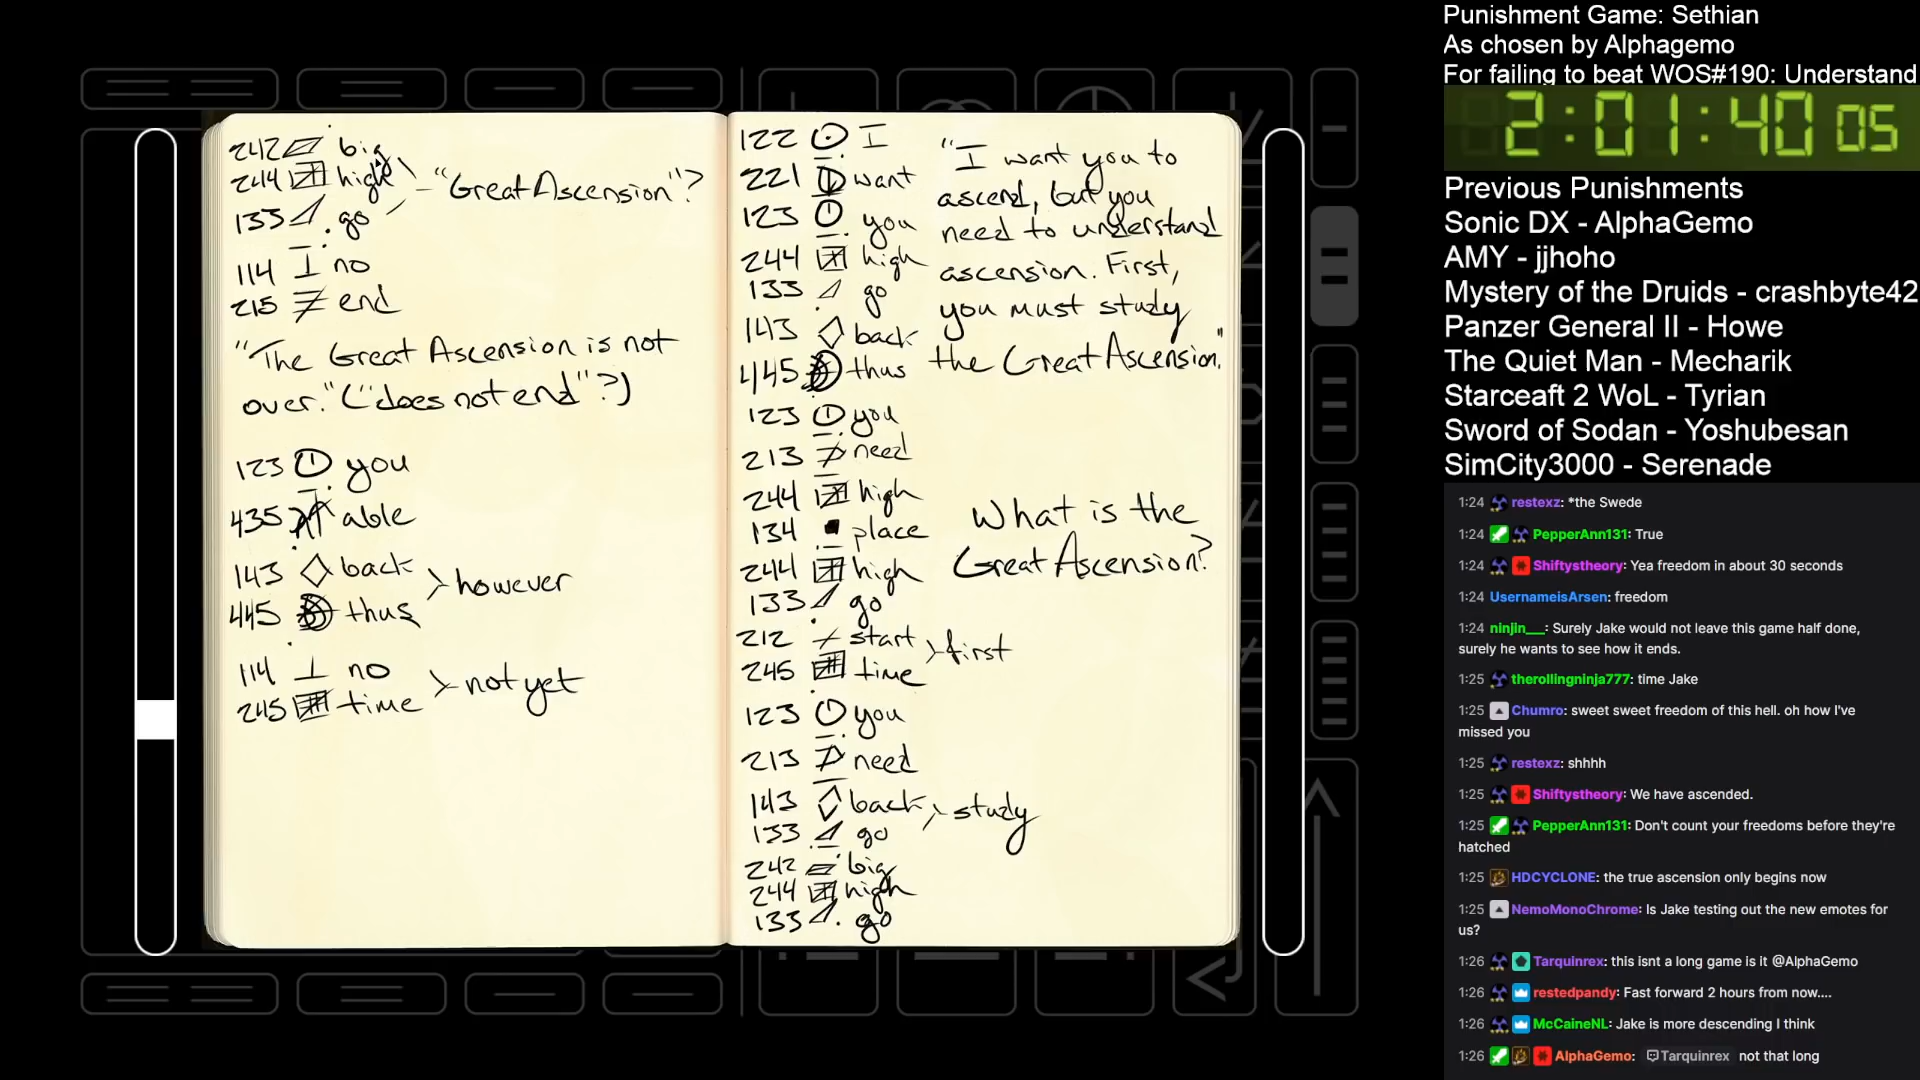 242 big
244 high
133 go
"Great Ascension"?
114 no
215 end
"The Great Ascension is not
over." ("does not end"?)
123 you
435 able
143 back
445 thus
however
114 no
245 time
not yet
122 I
221 want
123 you
244 high
133 go
143 back
445 thus
123 you
213 need
244 high
134 place
244 high
133 go
212 start
245 time
first
123 you
213 need
143 back
133 go
study
242 big
244 high
133 go
"I want you to
ascend, but you
need to understand
ascension. First,
you must study
the Great Ascension."
What is the
Great Ascension?
Punishment Game: Sethian
As chosen by Alphagemo
For failing to beat WOS#190: Understand
2:01:40 05
Previous Punishments
Sonic DX - AlphaGemo
AMY - jjhoho
Mystery of the Druids - crashbyte42
Panzer General II - Howe
The Quiet Man - Mecharik
Starceaft 2 WoL - Tyrian
Sword of Sodan - Yoshubesan
SimCity3000 - Serenade
1:24 restexz: *the Swede
1:24 PepperAnn131: True
1:24 Shiftystheory: Yea freedom in about 30 seconds
1:24 UsernameisArsen: freedom
1:24 ninjin___: Surely Jake would not leave this game half done,
surely he wants to see how it ends.
1:25 therollingninja777: time Jake
1:25 Chumro: sweet sweet freedom of this hell. oh how I've
missed you
1:25 restexz: shhhh
1:25 Shiftystheory: We have ascended.
1:25 PepperAnn131: Don't count your freedoms before they're
hatched
1:25 HDCYCLONE: the true ascension only begins now
1:25 NemoMonoChrome: Is Jake testing out the new emotes for
us?
1:26 Tarquinrex: this isnt a long game is it @AlphaGemo
1:26 restedpandy: Fast forward 2 hours from now....
1:26 McCaineNL: Jake is more descending I think
1:26 AlphaGemo: Tarquinrex not that long